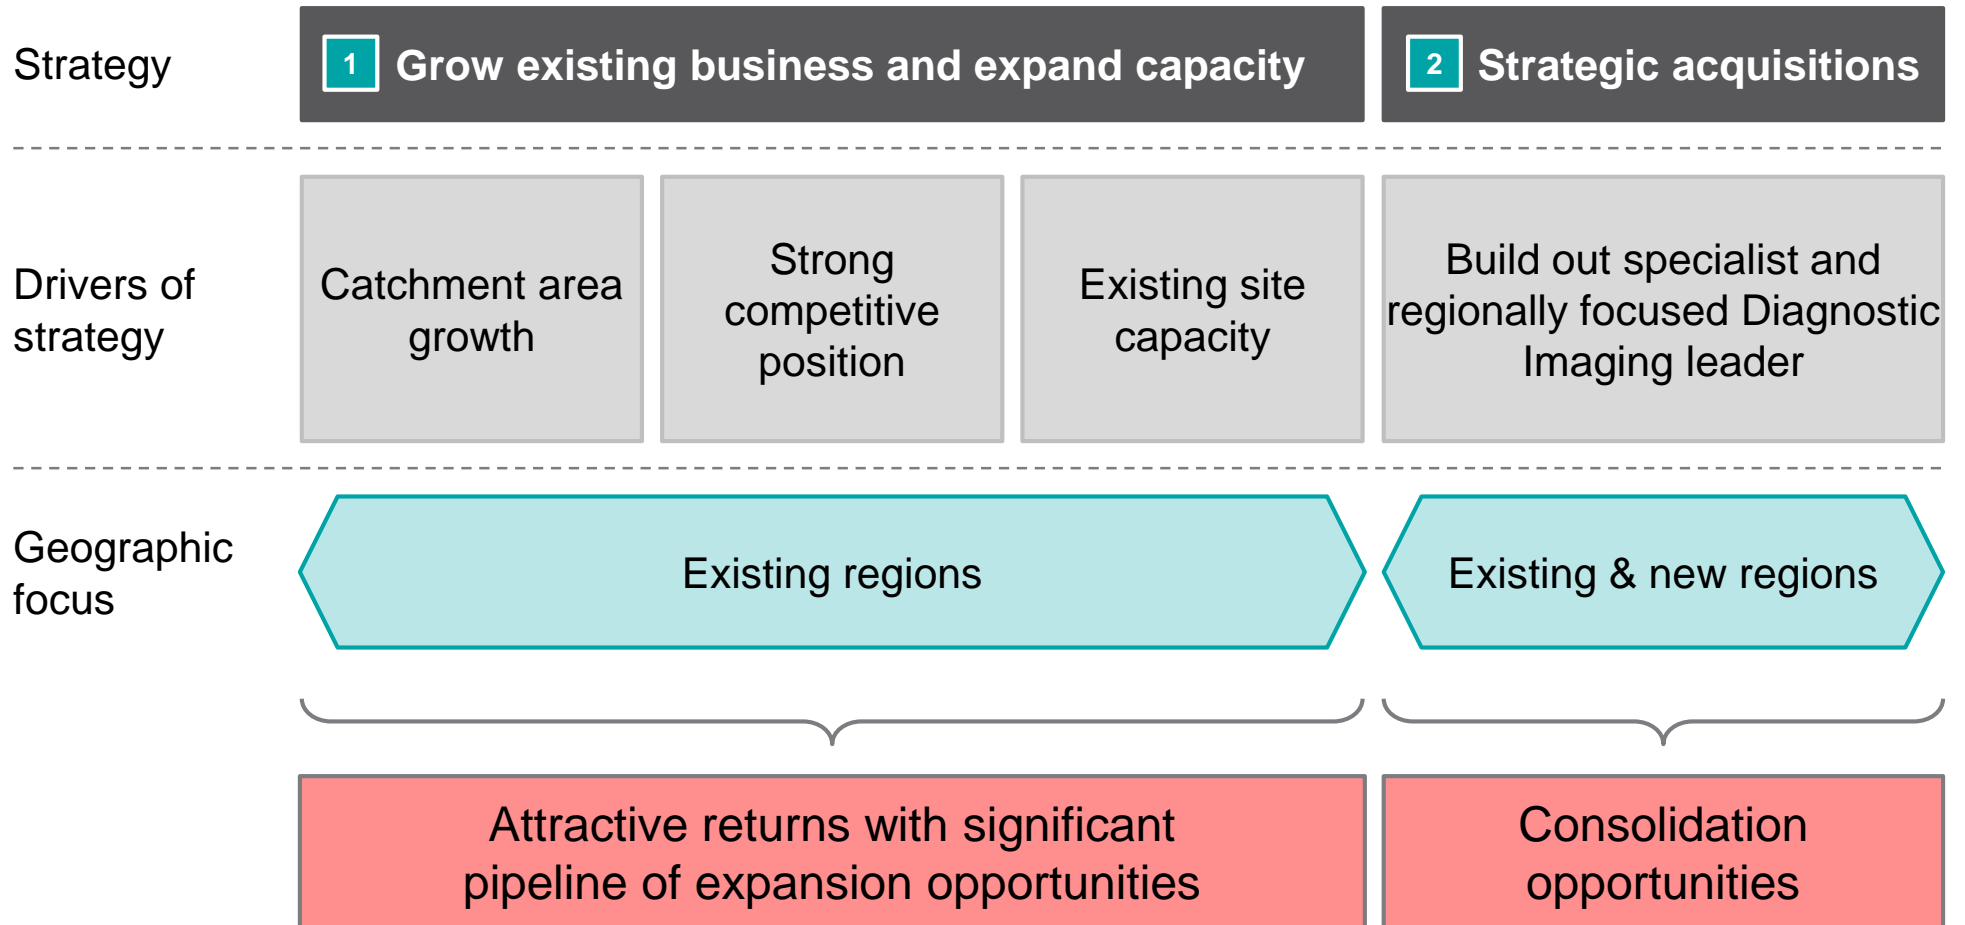 Strategy
1 Grow existing business and expand capacity
2 Strategic acquisitions
Drivers of
strategy
Catchment area
growth
Strong
competitive
position
Existing site
capacity
Build out specialist and
regionally focused Diagnostic
Imaging leader
Geographic
focus
Existing regions
Existing & new regions
Attractive returns with significant
pipeline of expansion opportunities
Consolidation
opportunities